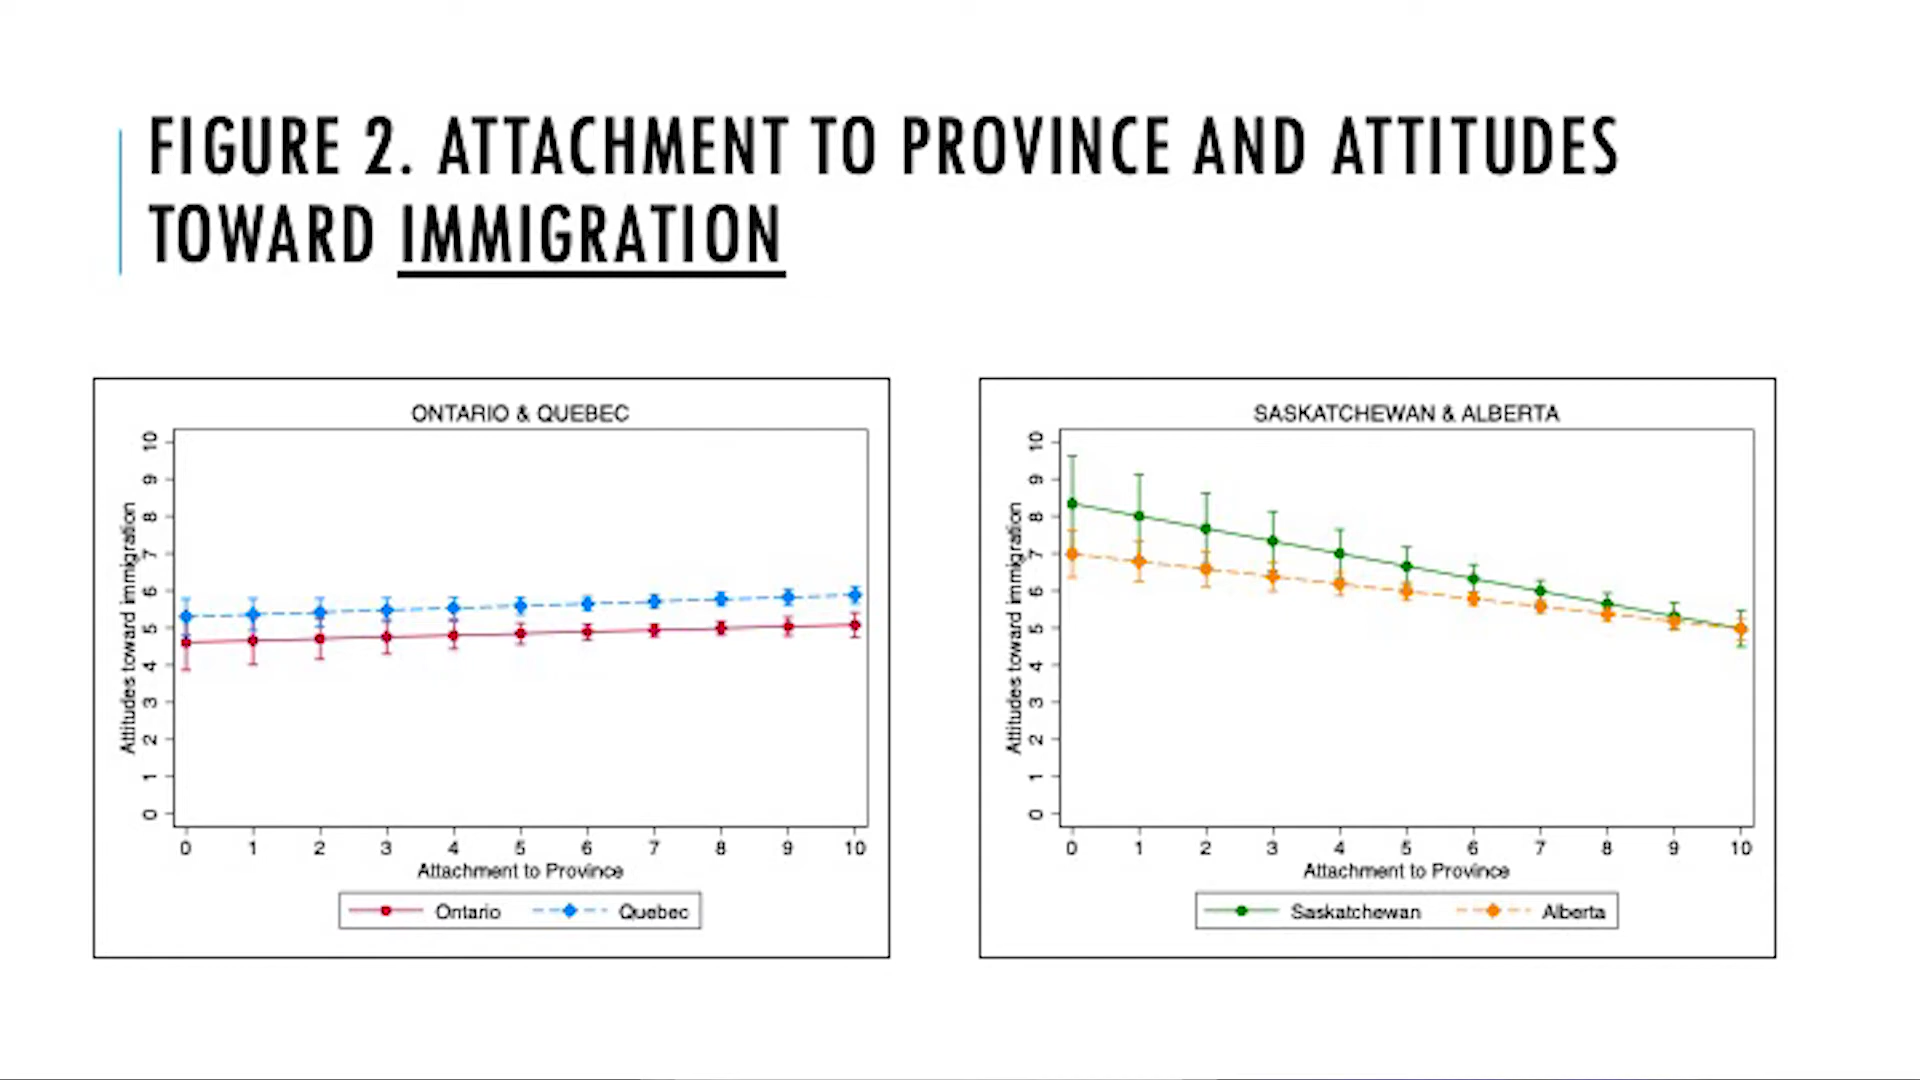 FIGURE 2. ATTACHMENT TO PROVINCE AND ATTITUDES
TOWARD IMMIGRATION
ONTARIO & QUEBEC
Attitudes toward immigration
10
9
8
7
6
5
4
3
2
1
0
0 1 2 3 4 5 6 7 8 9 10
Attachment to Province
Ontario Quebec
SASKATCHEWAN & ALBERTA
Attitudes toward immigration
10
9
8
7
6
5
4
3
2
1
0
0 1 2 3 4 5 6 7 8 9 10
Attachment to Province
Saskatchewan Alberta